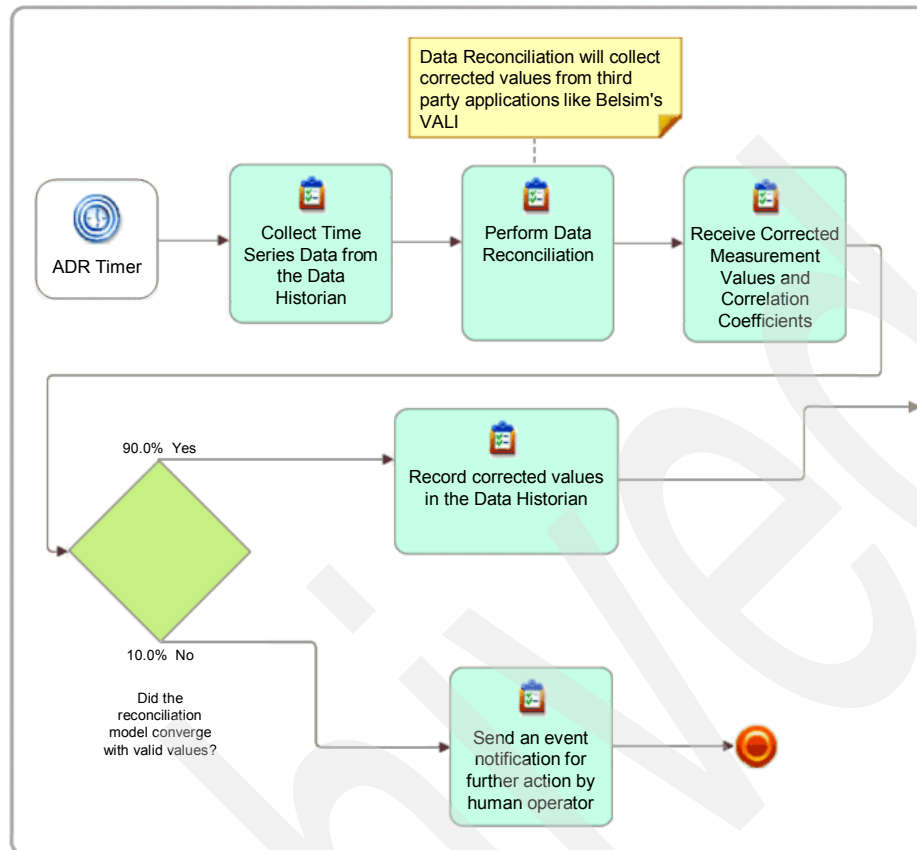 Data Reconciliation will collect
corrected values from third
party applications like Belsim's
VALI
ADR Timer
Collect Time
Series Data from
the Data
Historian
Perform Data
Reconciliation
Receive Corrected
Measurement
Values and
Correlation
Coefficients
90.0% Yes
Record corrected values
in the Data Historian
10.0% No
Did the
reconciliation
model converge
with valid values?
Send an event
notification for
further action by
human operator